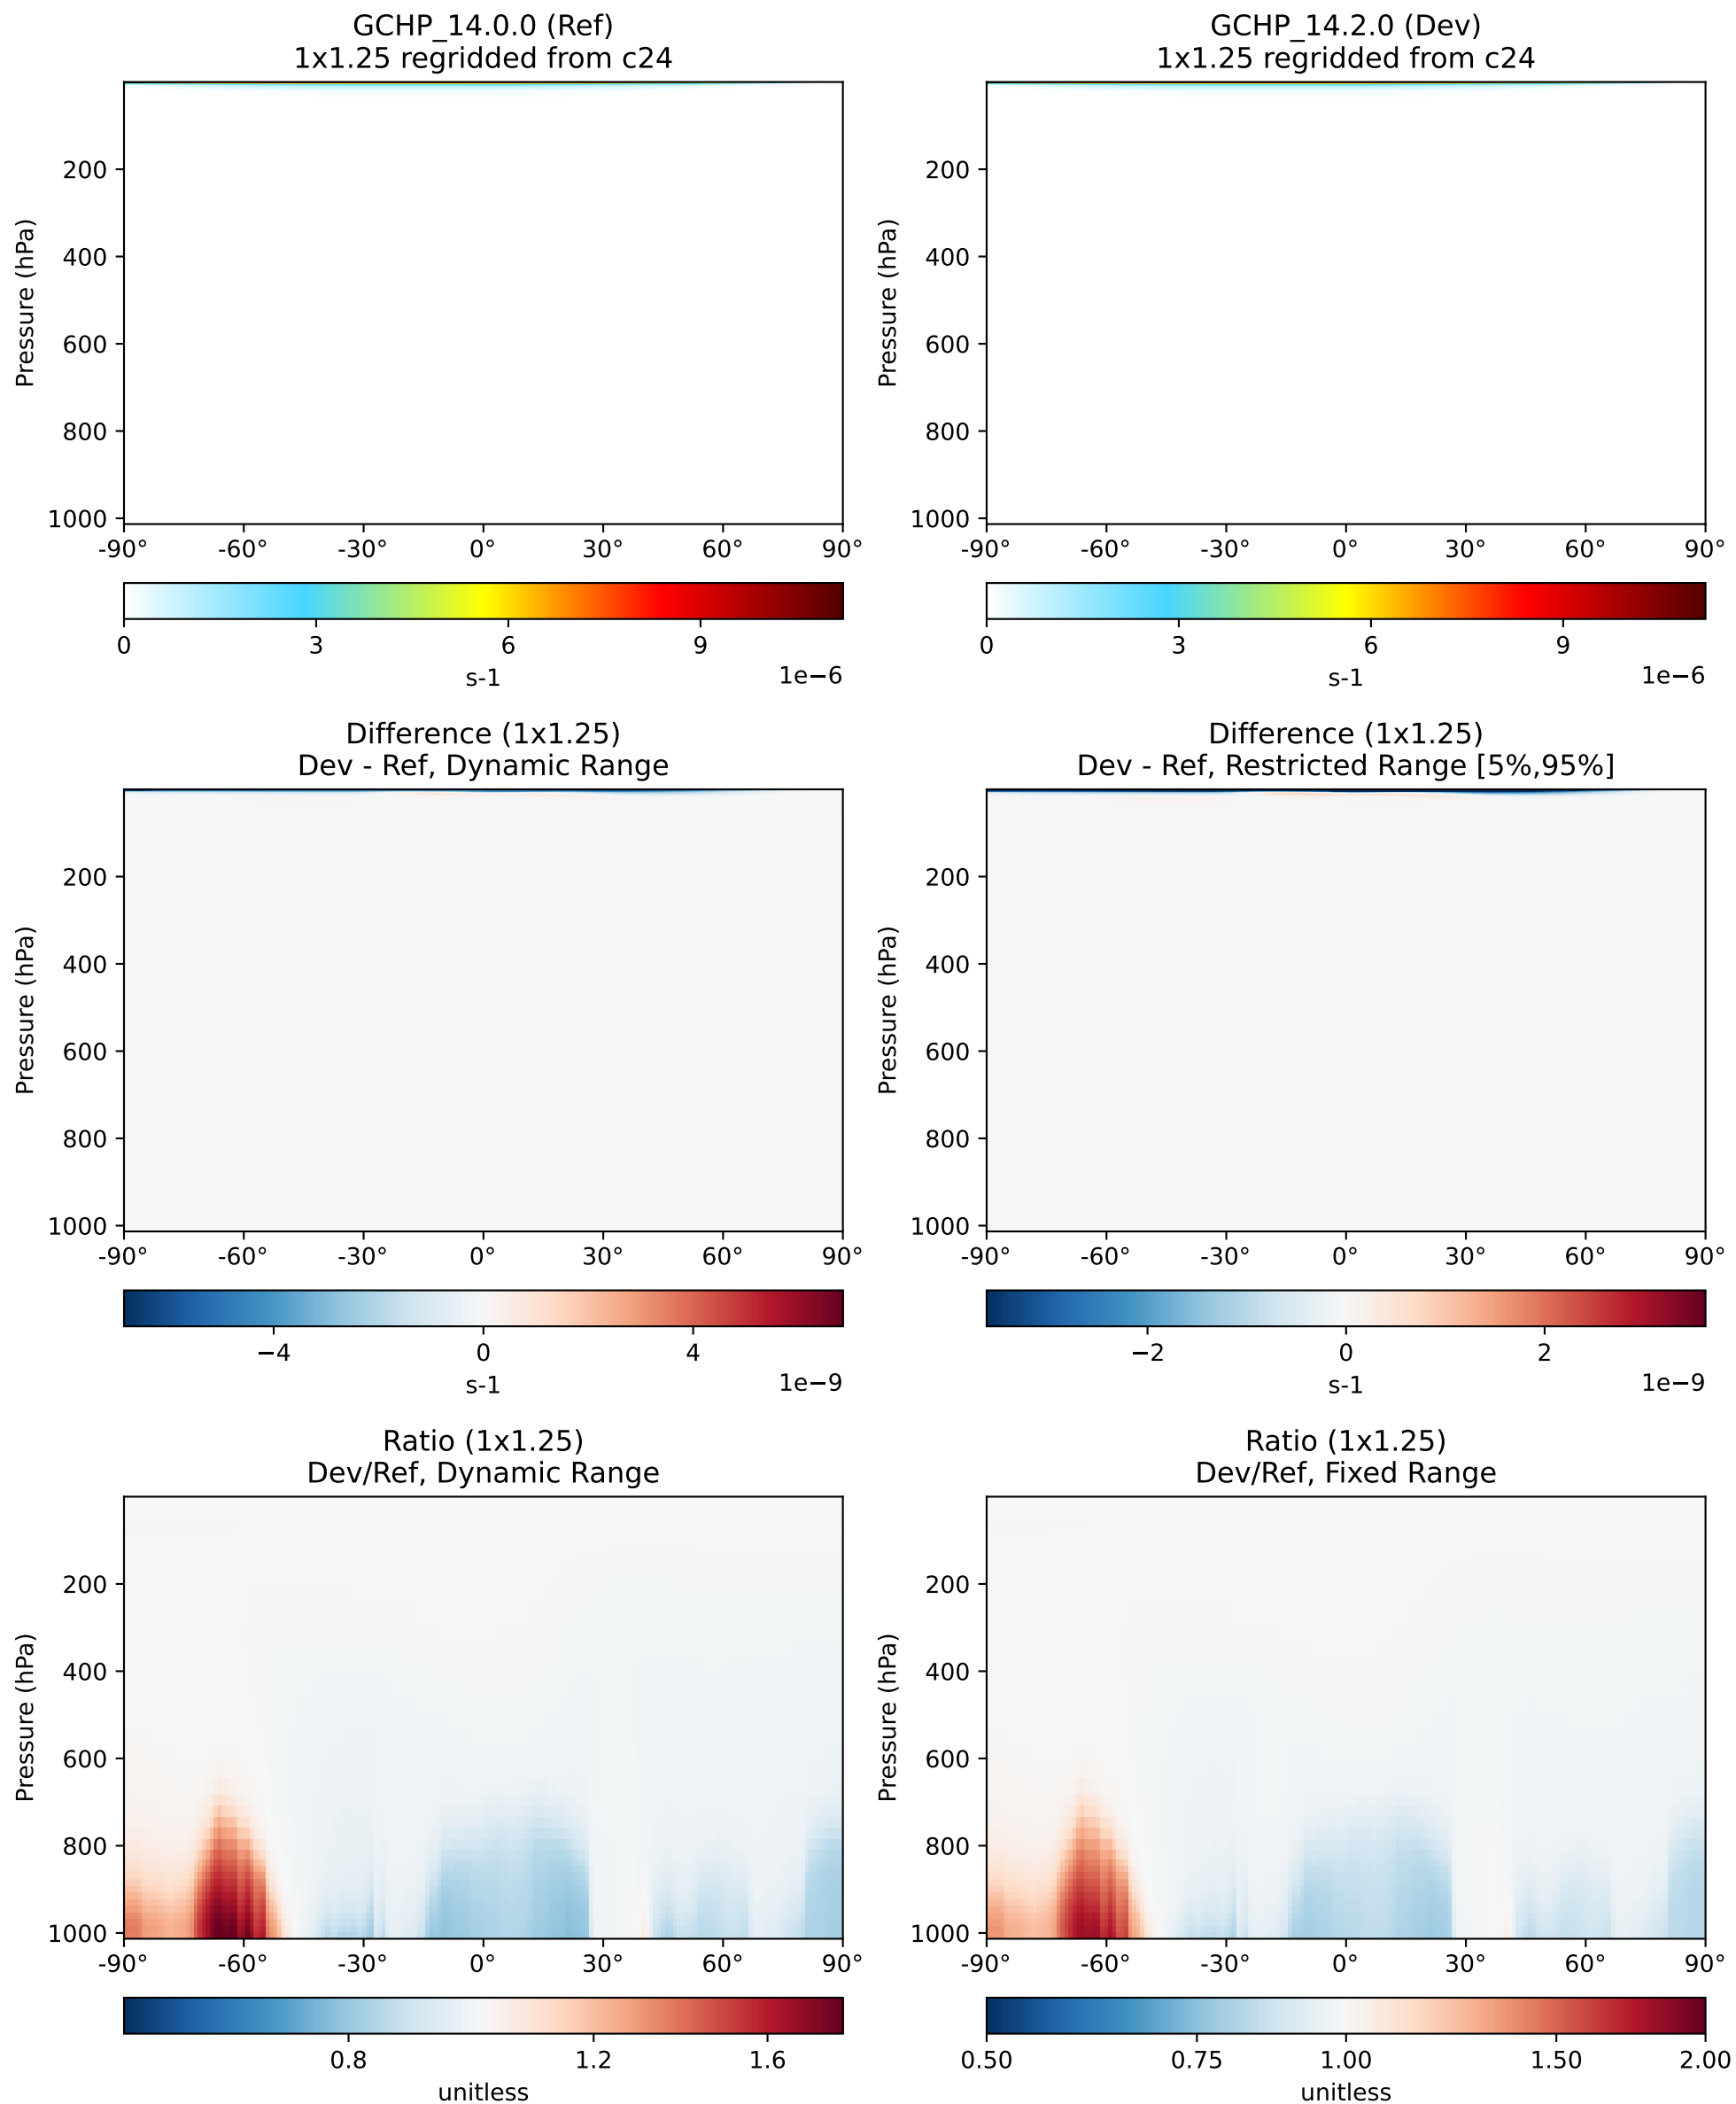 GCHP_14.0.0 (Ref)
1x1.25 regridded from c24
Pressure (hPa)
200
400
600
800
1000
-90° -60° -30° 0° 30° 60° 90°
0 3 6 9
s-1
1e−6
GCHP_14.2.0 (Dev)
1x1.25 regridded from c24
Pressure (hPa)
200
400
600
800
1000
-90° -60° -30° 0° 30° 60° 90°
0 3 6 9
s-1
1e−6
Difference (1x1.25)
Dev - Ref, Dynamic Range
Pressure (hPa)
200
400
600
800
1000
-90° -60° -30° 0° 30° 60° 90°
−4 0 4
s-1
1e−9
Difference (1x1.25)
Dev - Ref, Restricted Range [5%,95%]
Pressure (hPa)
200
400
600
800
1000
-90° -60° -30° 0° 30° 60° 90°
−2 0 2
s-1
1e−9
Ratio (1x1.25)
Dev/Ref, Dynamic Range
Pressure (hPa)
200
400
600
800
1000
-90° -60° -30° 0° 30° 60° 90°
0.8 1.2 1.6
unitless
Ratio (1x1.25)
Dev/Ref, Fixed Range
Pressure (hPa)
200
400
600
800
1000
-90° -60° -30° 0° 30° 60° 90°
0.50 0.75 1.00 1.50 2.00
unitless